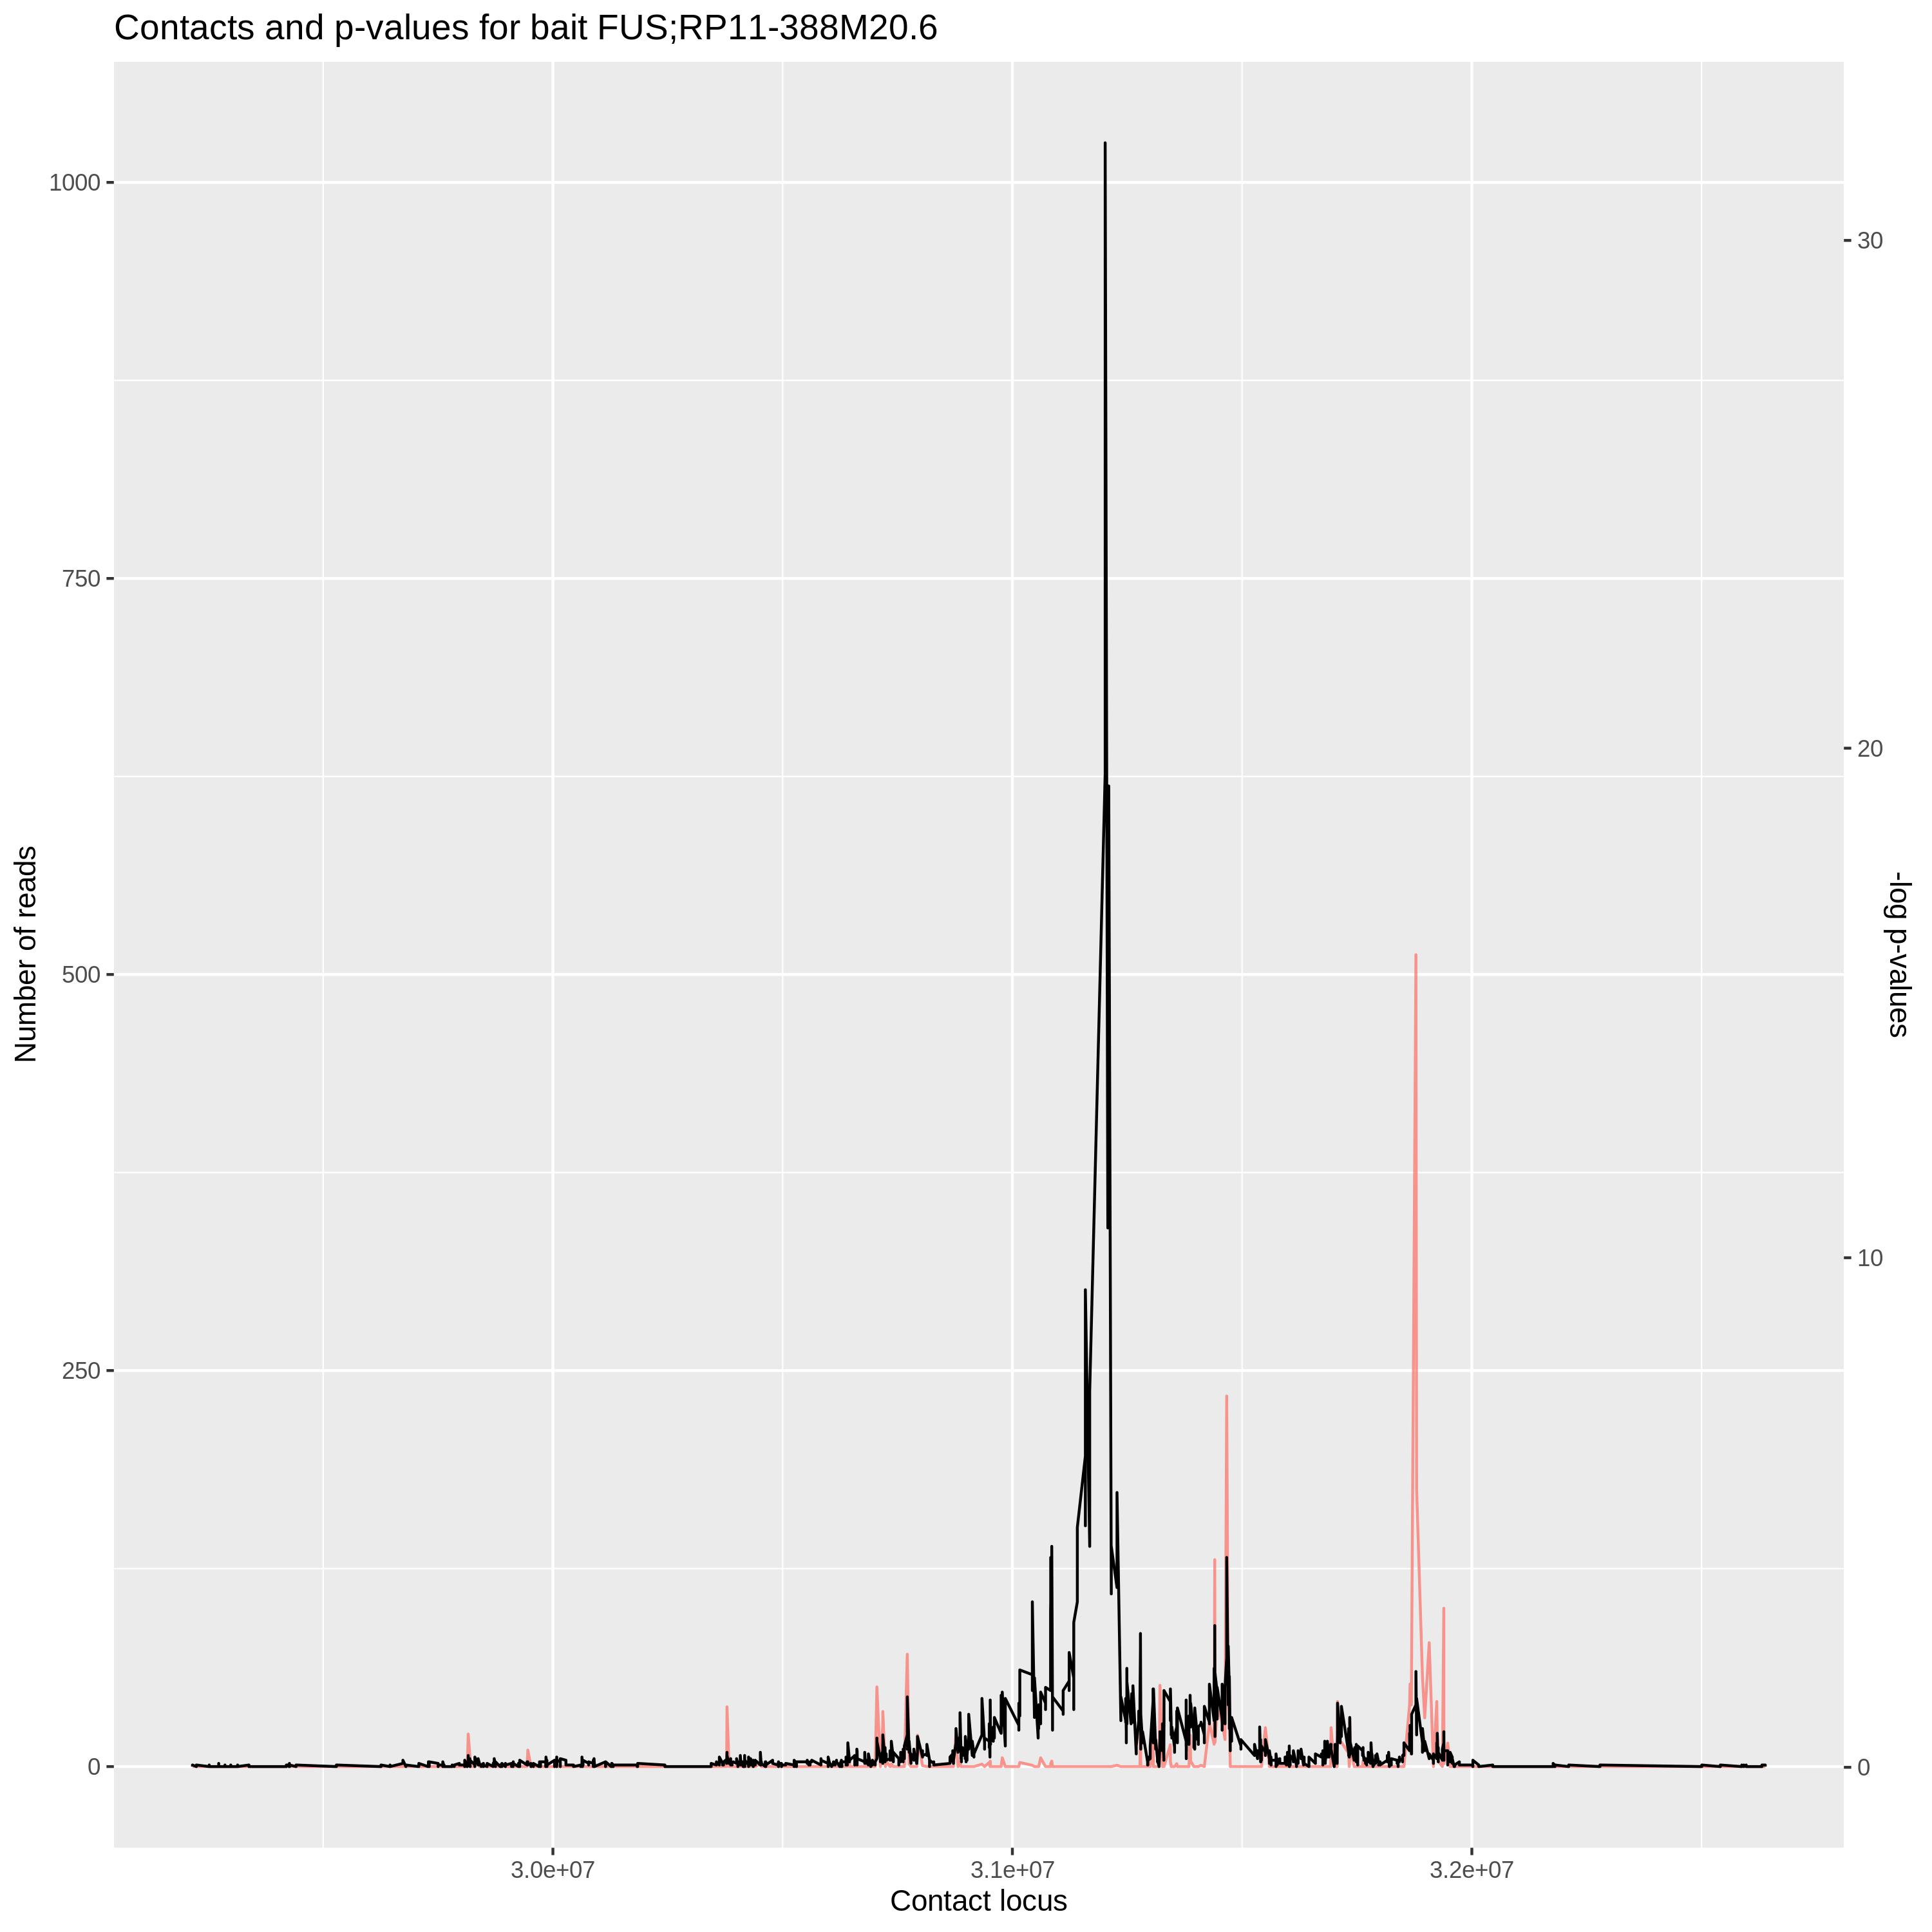 Contacts and p-values for bait FUS;RP11-388M20.6
1000
750
500
250
0
Number of reads
30
20
10
0
-log p-values
3.0e+07
3.1e+07
3.2e+07
Contact locus